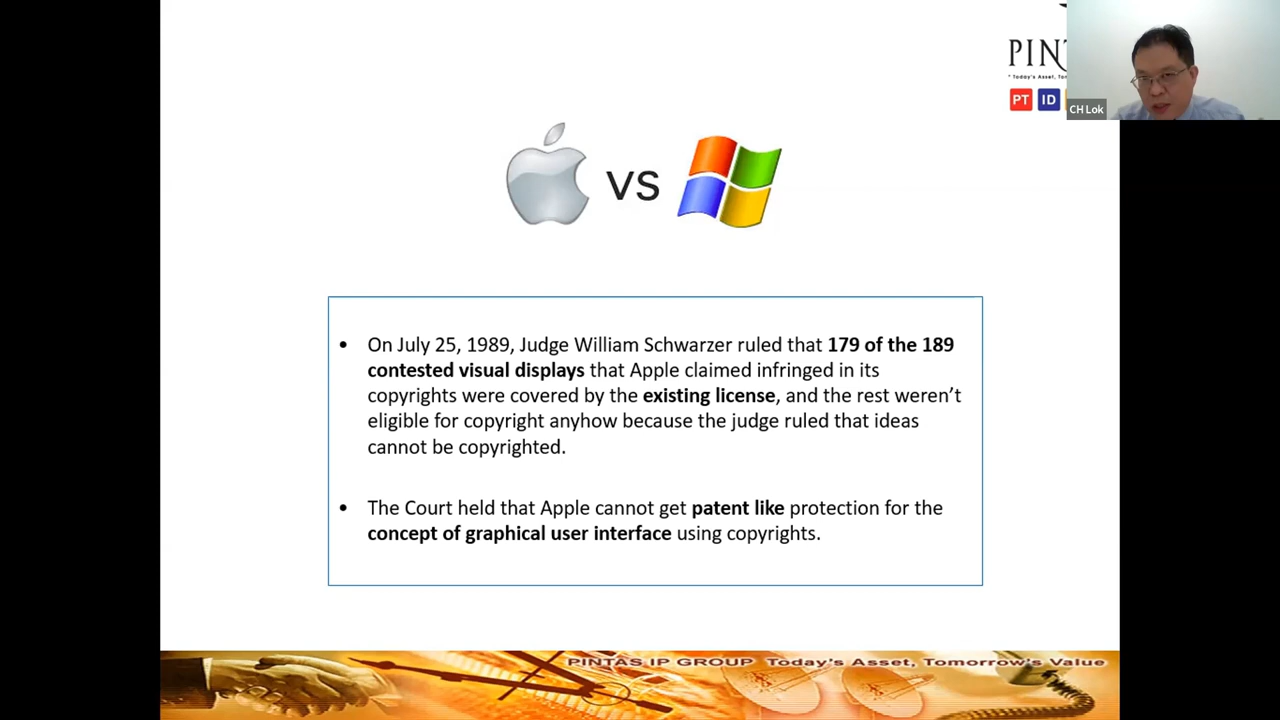 PIN
"Today's Asset, To
PT ID
CH Lok
vs
• On July 25, 1989, Judge William Schwarzer ruled that 179 of the 189
contested visual displays that Apple claimed infringed in its
copyrights were covered by the existing license, and the rest weren’t
eligible for copyright anyhow because the judge ruled that ideas
cannot be copyrighted.
• The Court held that Apple cannot get patent like protection for the
concept of graphical user interface using copyrights.
PINTAS IP GROUP Today's Asset, Tomorrow's Value